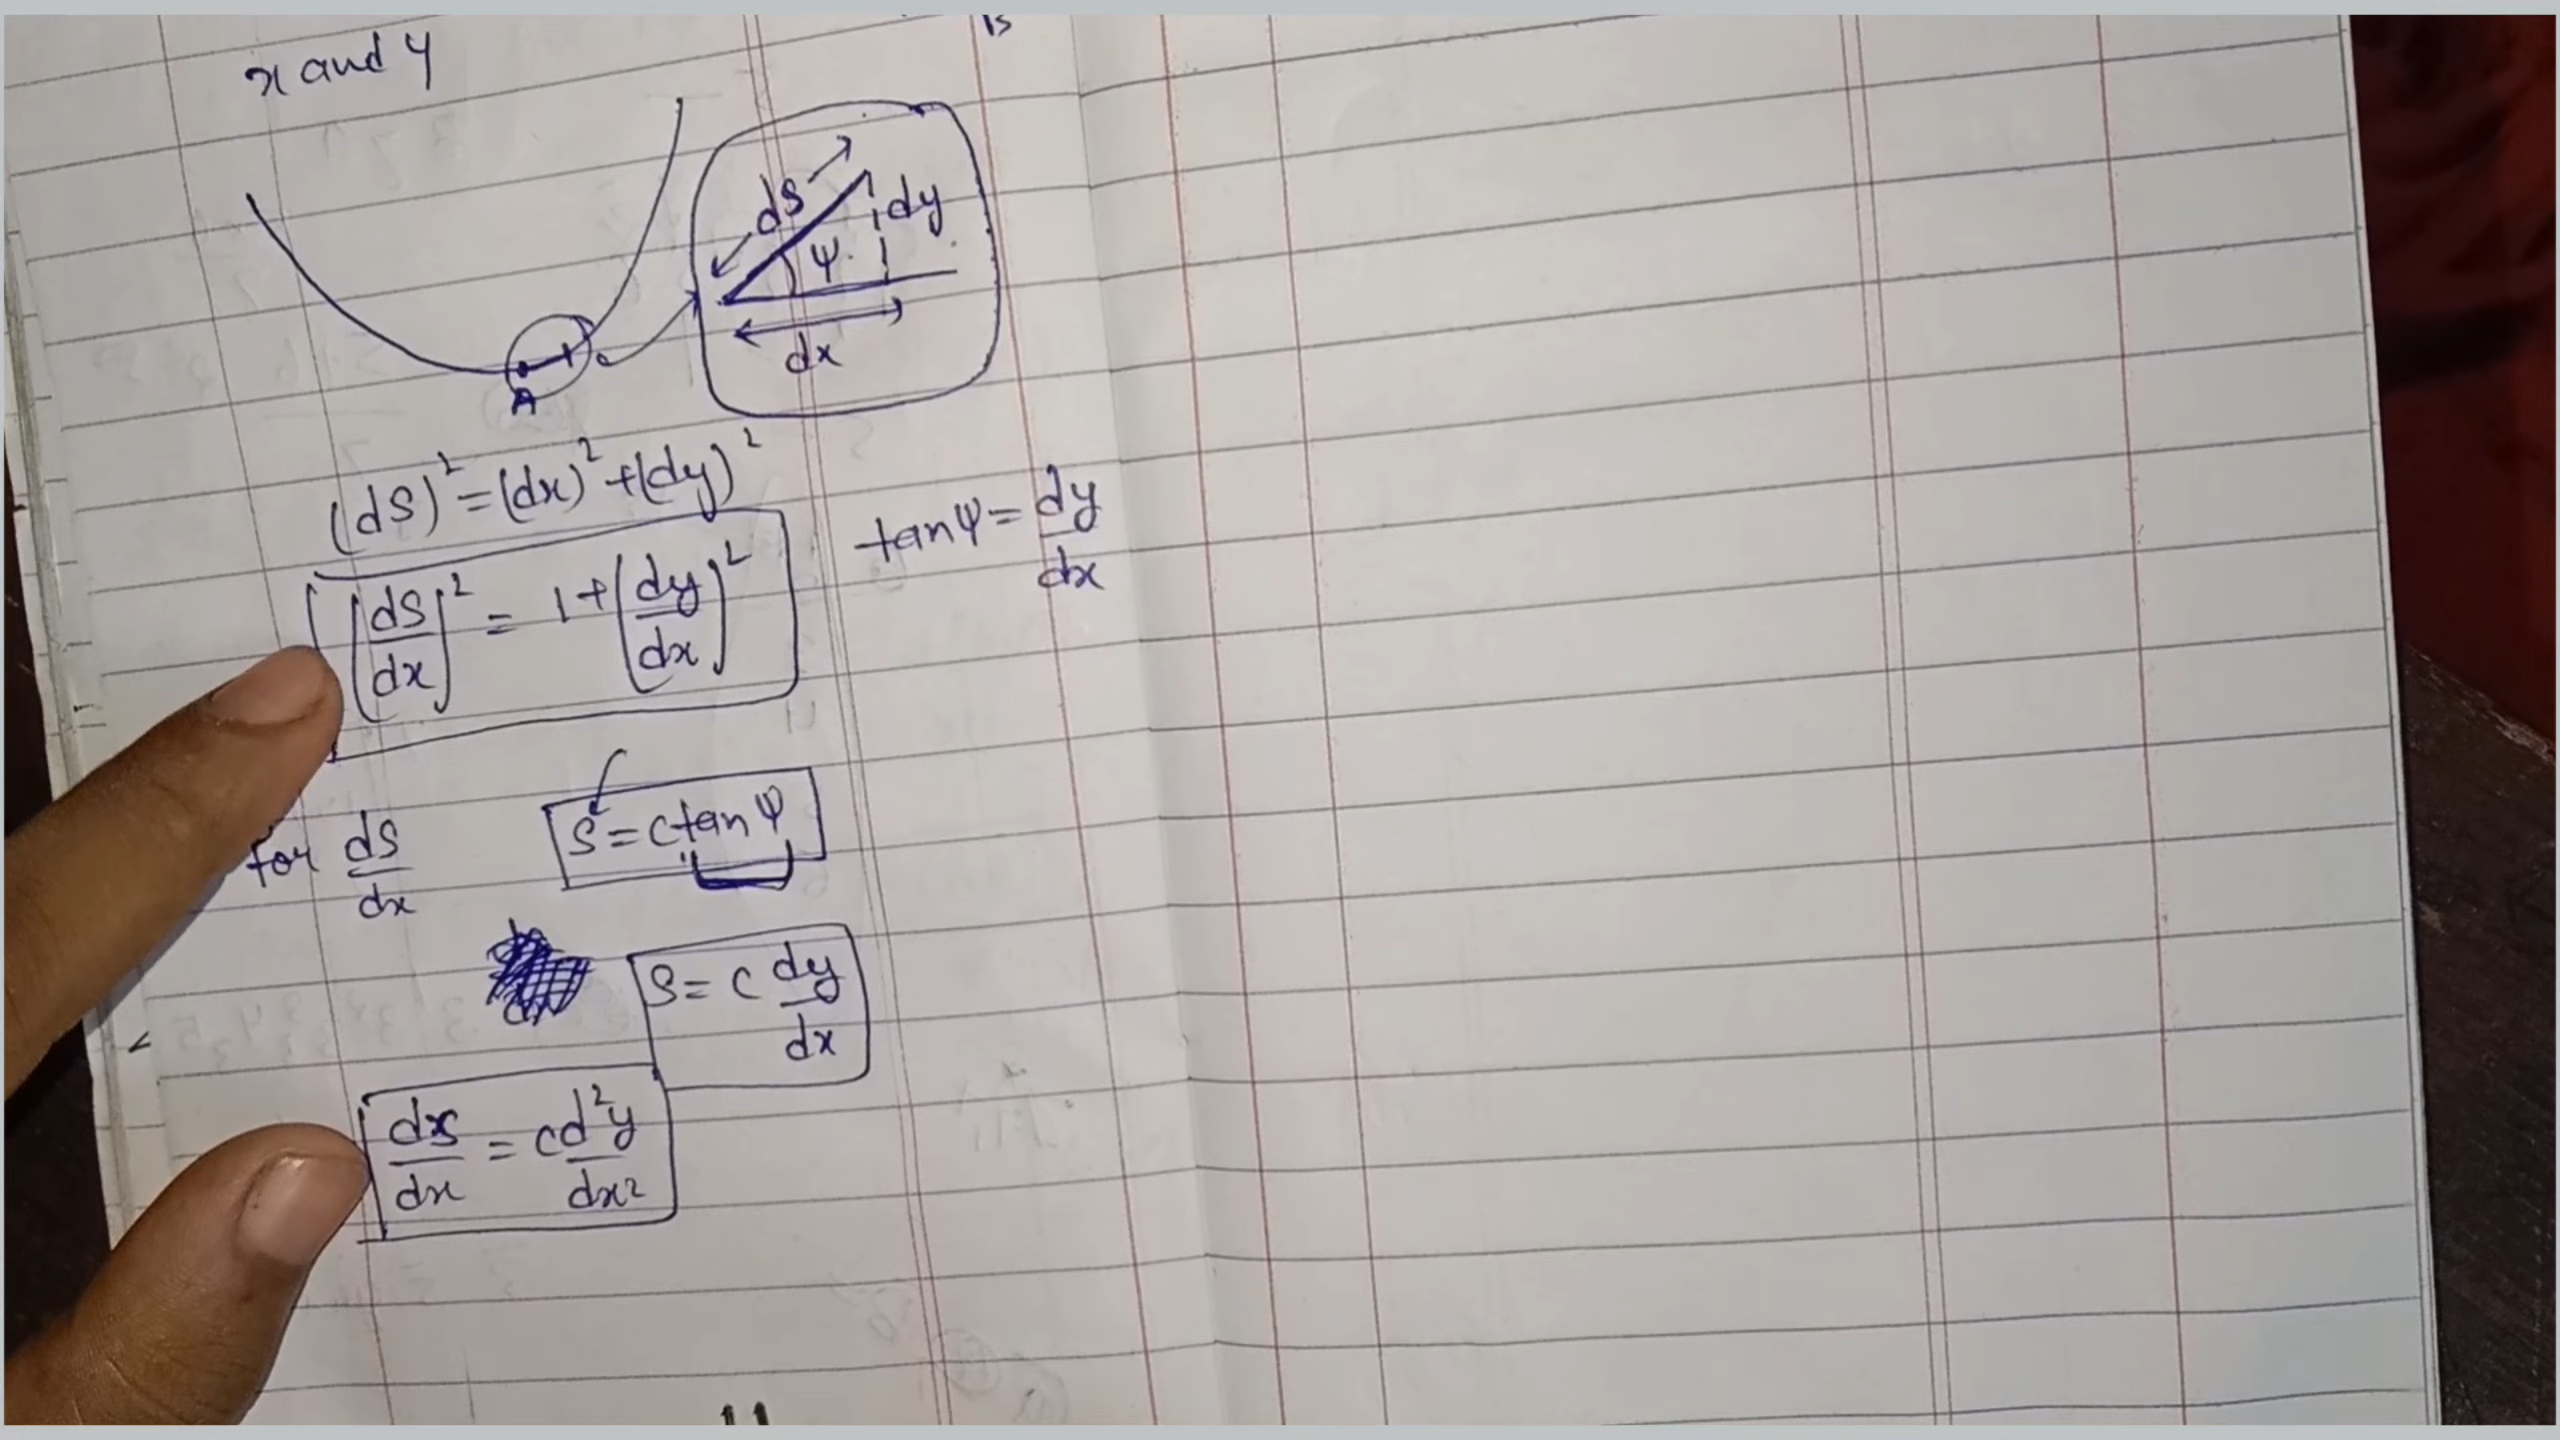 x and y
dS
dy
ψ
dx
A
(dS)² = (dx)² + (dy)²
tanψ = dy/dx
(dS/dx)² = 1 + (dy/dx)²
for dS/dx
S = c tan ψ
S = c dy/dx
dS/dx = c d²y/dx²